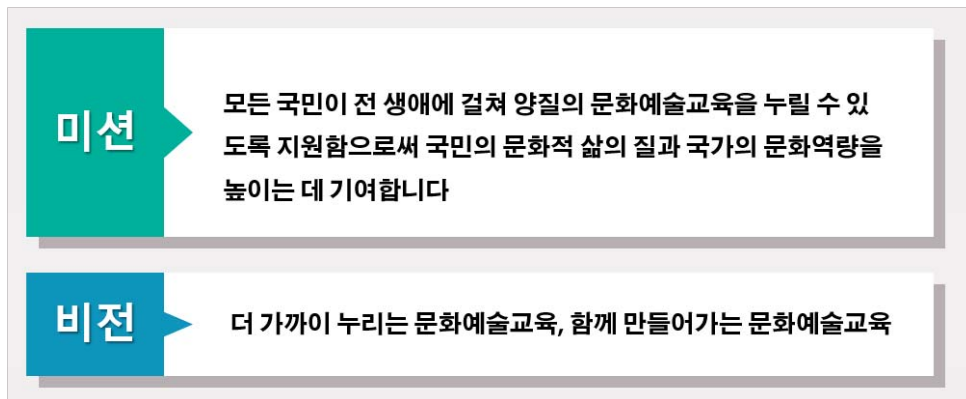 미션
모든 국민이 전 생애에 걸쳐 양질의 문화예술교육을 누릴 수 있
도록 지원함으로써 국민의 문화적 삶의 질과 국가의 문화역량을
높이는 데 기여합니다
비전
더 가까이 누리는 문화예술교육, 함께 만들어가는 문화예술교육